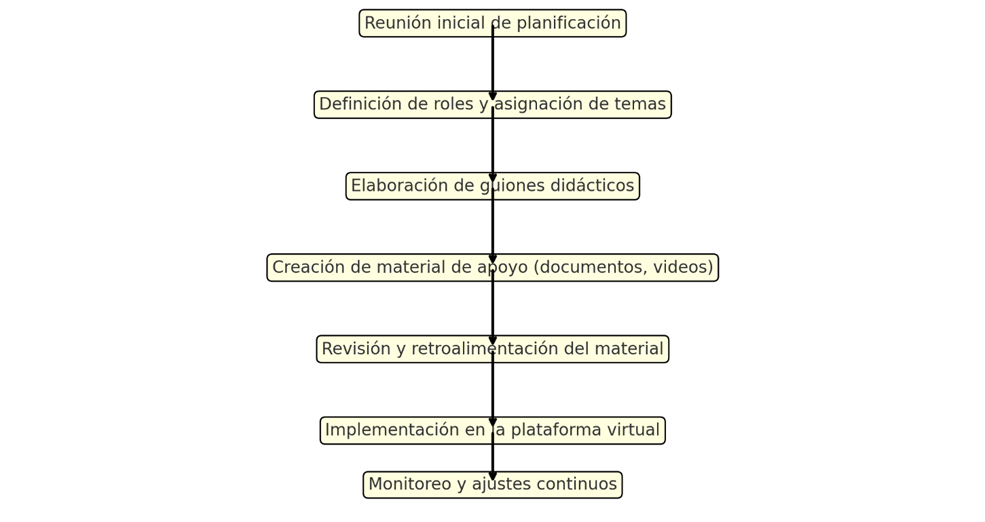 Reunión inicial de planificación
Definición de roles y asignación de temas
Elaboración de guiones didácticos
Creación de material de apoyo (documentos, videos)
Revisión y retroalimentación del material
Implementación en la plataforma virtual
Monitoreo y ajustes continuos